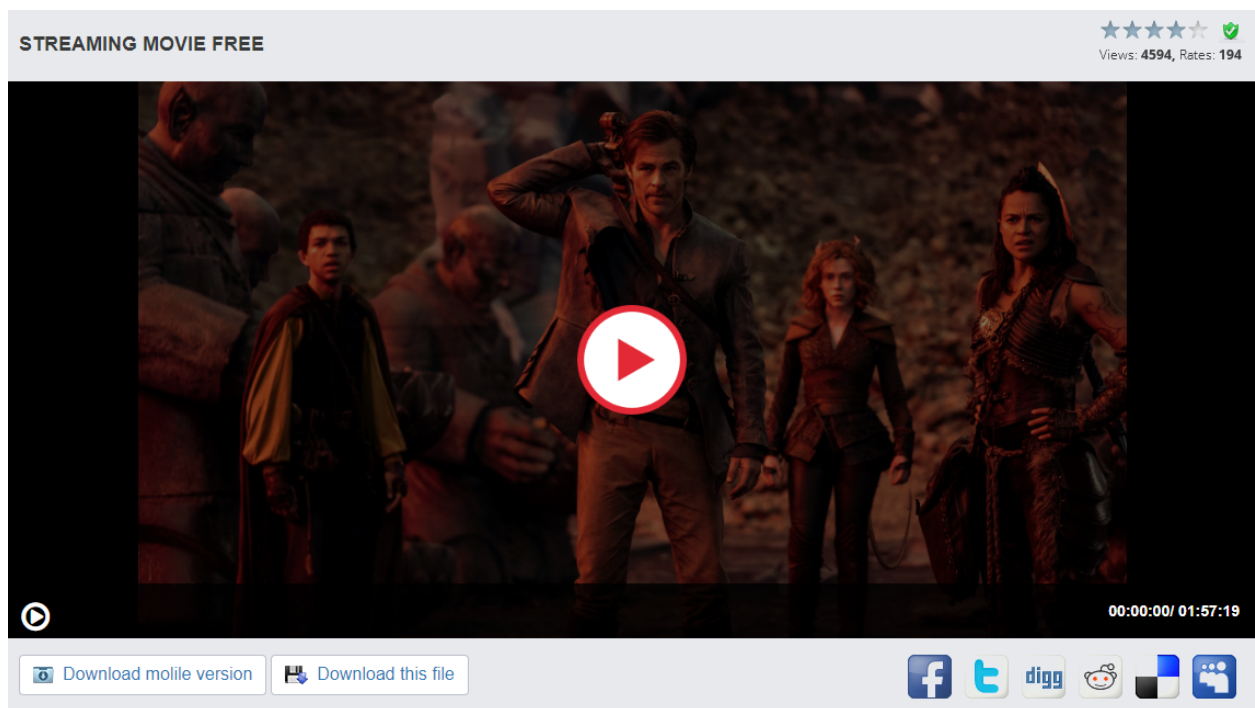 STREAMING MOVIE FREE
Views: 4594, Rates: 194
00:00:00/ 01:57:19
Download molile version
Download this file
digg